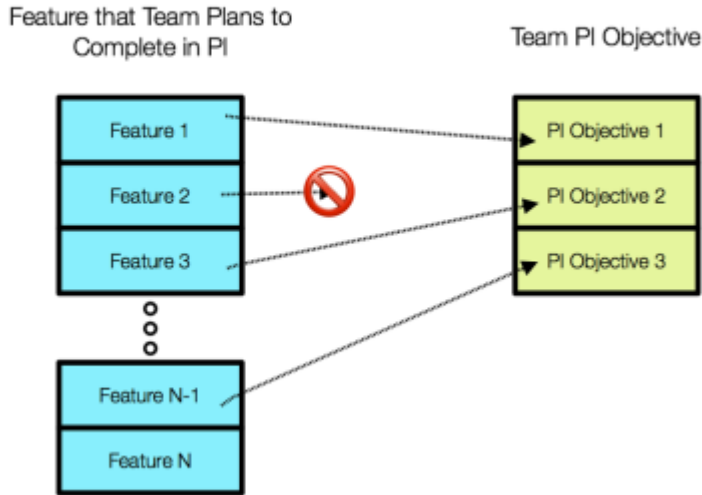 Feature that Team Plans to
Complete in PI
Team PI Objective
Feature 1
Feature 2
Feature 3
Feature N-1
Feature N
PI Objective 1
PI Objective 2
PI Objective 3